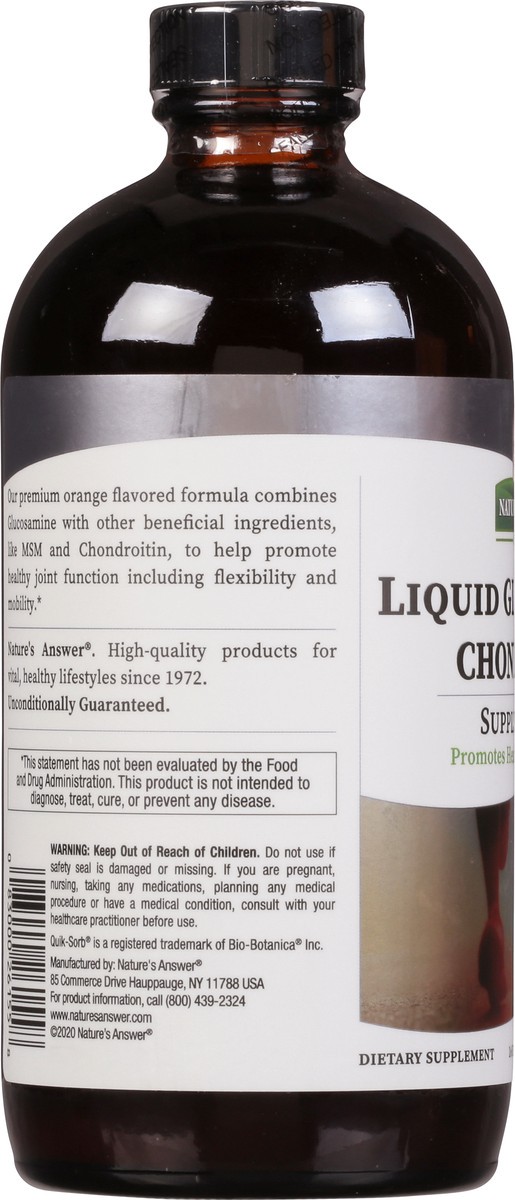 Our premium orange flavored formula combines
Glucosamine with other beneficial ingredients,
like MSM and Chondroitin, to help promote
healthy joint function including flexibility and
mobility.*
Nature's Answer®. High-quality products for
vital, healthy lifestyles since 1972.
Unconditionally Guaranteed.
*This statement has not been evaluated by the Food
and Drug Administration. This product is not intended to
diagnose, treat, cure, or prevent any disease.
WARNING: Keep Out of Reach of Children. Do not use if
safety seal is damaged or missing. If you are pregnant,
nursing, taking any medications, planning any medical
procedure or have a medical condition, consult with your
healthcare practitioner before use.
Quik-Sorb® is a registered trademark of Bio-Botanica® Inc.
Manufactured by: Nature's Answer®
85 Commerce Drive Hauppauge, NY 11788 USA
For product information, call (800) 439-2324
www.naturesanswer.com
©2020 Nature's Answer®
NATU
LIQUID GL
CHON
SUPPL
Promotes He
DIETARY SUPPLEMENT